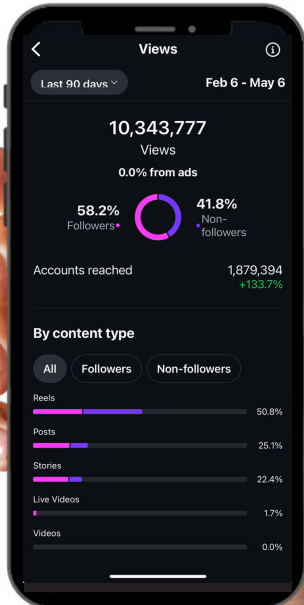 Views
Last 90 days
Feb 6 - May 6
10,343,777
Views
0.0% from ads
58.2%
Followers
41.8%
Non-
followers
Accounts reached
1,879,394
+133.7%
By content type
All
Followers
Non-followers
Reels
50.8%
Posts
25.1%
Stories
22.4%
Live Videos
1.7%
Videos
0.0%